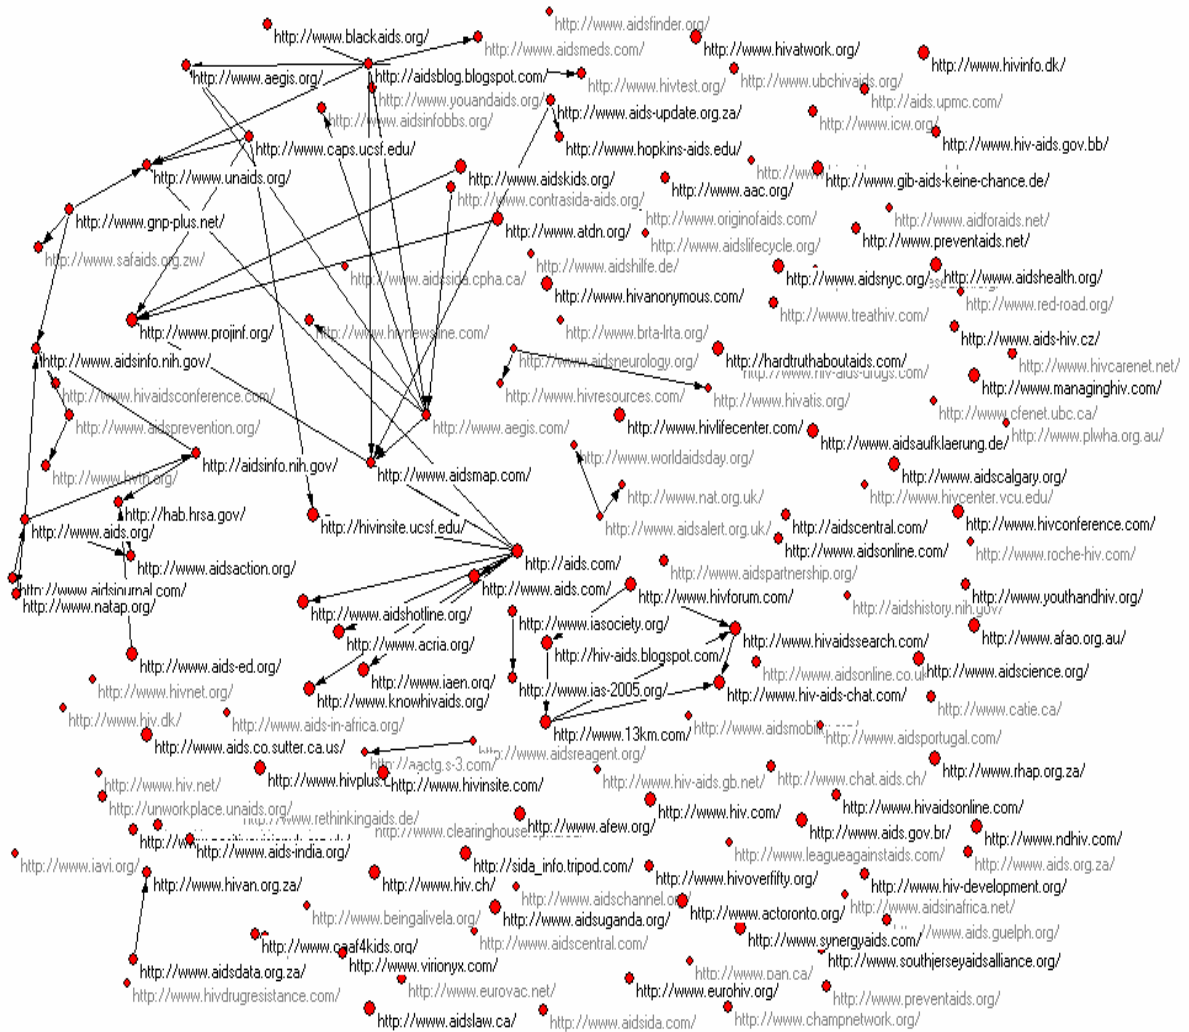 http://www.aidsfinder.org/
http://www.blackaids.org/
http://www.aidsmeds.com/
http://www.hivatwork.org/
http://www.hivinfo.dk/
http://www.aegis.org/
http://aidsblog.blogspot.com/
http://www.hivtest.org/
http://www.ubchivaids.org/
http://www.youandaids.org/
http://aids.upmc.com/
http://www.aidsinfobbs.org/
http://www.aids-update.org.za/
http://www.icw.org/
http://www.caps.ucsf.edu/
http://www.hopkins-aids.edu/
http://www.hiv-aids.gov.bb/
http://www.unaids.org/
http://www.aidskids.org/
http://www.gib-aids-keine-chance.de/
http://www.aac.org/
http://www.contrasida-aids.org/
http://www.originofaids.com/
http://www.aidforaids.net/
http://www.gnp-plus.net/
http://www.atdn.org/
http://www.aidslifecycle.org/
http://www.preventaids.net/
http://www.safaids.org.zw/
http://www.aidshilfe.de/
http://www.aidssida.cpha.ca/
http://www.aidsnyc.org/
http://www.aidshealth.org/
http://www.hivanonymous.com/
http://www.red-road.org/
http://www.treathiv.com/
http://www.projinf.org/
http://www.hivnewsline.com/
http://www.brta-lrta.org/
http://www.aids-hiv.cz/
http://www.aidsinfo.nih.gov/
http://www.aidsneurology.org/
http://hardtruthaboutaids.com/
http://www.hivcarenet.net/
http://www.hiv-aids-drugs.com/
http://www.managinghiv.com/
http://www.hivaidsconference.com/
http://www.hivresources.com/
http://www.hivatis.org/
http://www.cfenet.ubc.ca/
http://www.aidsprevention.org/
http://www.aegis.com/
http://www.hivlifecenter.com/
http://www.plwha.org.au/
http://www.aidsaufklaerung.de/
http://www.worldaidsday.org/
http://aidsinfo.nih.gov/
http://www.hvtn.org/
http://www.aidsmap.com/
http://www.aidscalgary.org/
http://www.nat.org.uk/
http://www.hivcenter.vcu.edu/
http://hab.hrsa.gov/
http://hivinsite.ucsf.edu/
http://www.aidsalert.org.uk/
http://aidscentral.com/
http://www.hivconference.com/
http://www.aids.org/
http://www.aidsonline.com/
http://www.roche-hiv.com/
http://www.aidsaction.org/
http://aids.com/
http://www.aidspartnership.org/
http://www.aidsjournal.com/
http://www.aids.com/
http://www.hivforum.com/
http://www.youthandhiv.org/
http://www.natap.org/
http://www.aidshotline.org/
http://www.iasociety.org/
http://aidshistory.nih.gov/
http://www.acria.org/
http://hiv-aids.blogspot.com/
http://www.hivaidssearch.com/
http://www.afao.org.au/
http://www.aids-ed.org/
http://www.iaen.org/
http://www.aidsonline.co.uk/
http://www.aidscience.org/
http://www.hivnet.org/
http://www.knowhivaids.org/
http://www.ias-2005.org/
http://www.hiv-aids-chat.com/
http://www.catie.ca/
http://www.hiv.dk/
http://www.aids-in-africa.org/
http://www.13km.com/
http://www.aidsportugal.com/
http://www.aids.co.sutter.ca.us/
http://www.aidsreagent.org/
http://aactg.s-3.com/
http://www.rhap.org.za/
http://www.hiv.net/
http://www.hivplus.c
http://www.hivinsite.com/
http://www.hiv-aids.gb.net/
http://www.chat.aids.ch/
http://unworkplace.unaids.org/
http://www.hivaidsonline.com/
http://www.rethinkingaids.de/
http://www.afew.org/
http://www.hiv.com/
http://www.clearinghouse
http://www.aids.gov.br/
http://www.ndhiv.com/
http://www.aids-india.org/
http://www.leagueagainstaids.com/
http://www.iavi.org/
http://sida_info.tripod.com/
http://www.aids.org.za/
http://www.hivan.org.za/
http://www.hiv.ch/
http://www.hivoverfifty.org/
http://www.hiv-development.org/
http://www.aidschannel.org/
http://www.beingalivela.org/
http://www.aidsuganda.org/
http://www.actoronto.org/
http://www.aidsinafrica.net/
http://www.aids.guelph.org/
http://www.caaf4kids.org/
http://www.aidscentral.com/
http://www.synergyaids.com/
http://www.aidsdata.org.za/
http://www.virionyx.com/
http://www.southjerseyaidsalliance.org/
http://www.pan.ca/
http://www.hivdrugresistance.com/
http://www.eurovac.net/
http://www.eurohiv.org/
http://www.preventaids.org/
http://www.aidslaw.ca/
http://www.aidsida.com/
http://www.champnetwork.org/